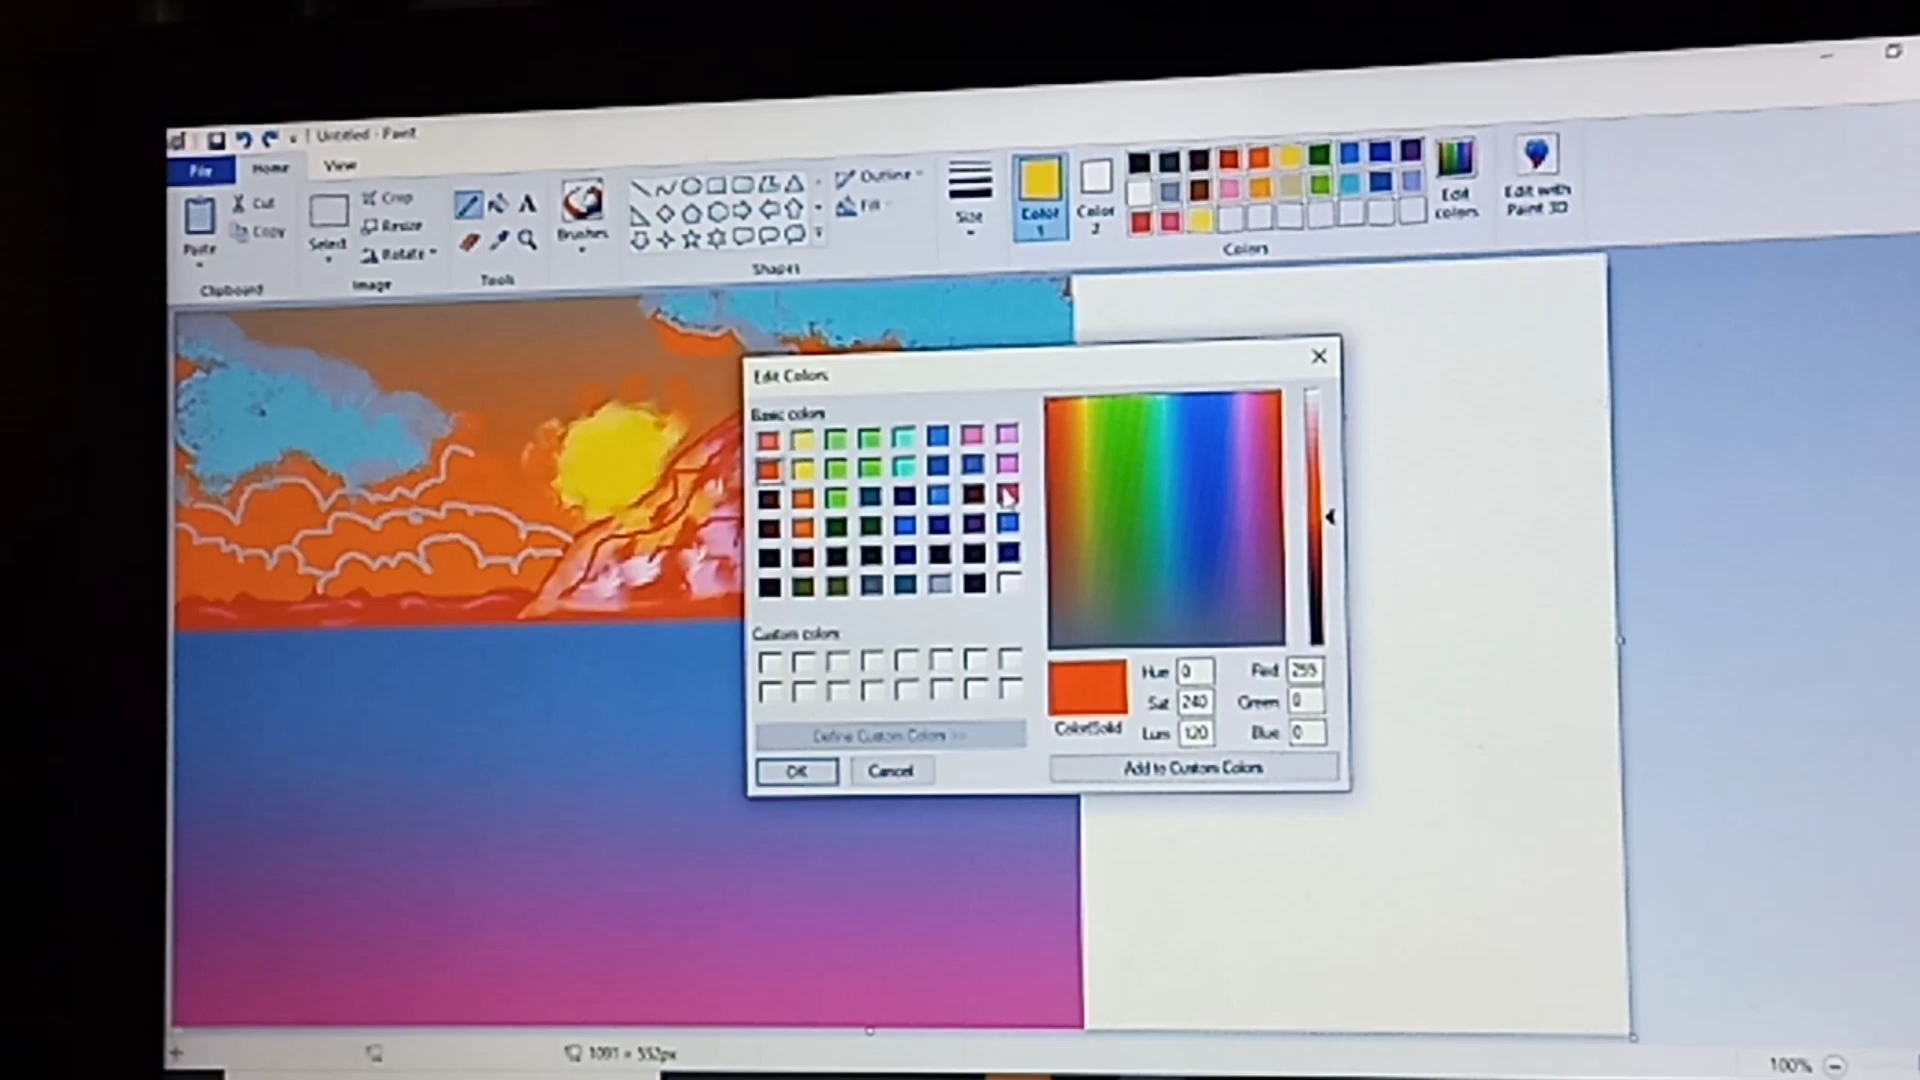 Untitled - Paint
File Home View
Paste
Cut
Copy
Clipboard
Select
Crop
Resize
Rotate
Image
A
Tools
Brushes
Outline
Fill
Shapes
Size
Color 1
Color 2
Colors
Edit colors
Edit with Paint 3D
Edit Colors
Basic colors
Custom colors
Define Custom Colors >>
OK Cancel
Color|Solid
Hue 0 Red 255
Sat 240 Green 0
Lum 120 Blue 0
Add to Custom Colors
1091 × 552px
100%